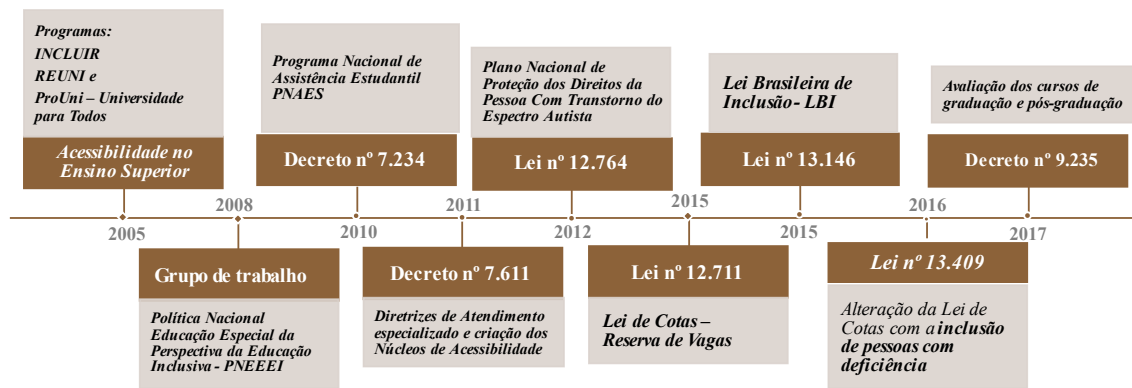 Programas:
INCLUIR
REUNI e
ProUni – Universidade
para Todos
Acessibilidade no
Ensino Superior
Programa Nacional de
Assistência Estudantil
PNAES
Decreto nº 7.234
Plano Nacional de
Proteção dos Direitos da
Pessoa Com Transtorno do
Espectro Autista
Lei nº 12.764
Lei Brasileira de
Inclusão- LBI
Lei nº 13.146
Avaliação dos cursos de
graduação e pós-graduação
Decreto nº 9.235
2008
2011
2015
2016
2005
2010
2012
2015
2017
Grupo de trabalho
Política Nacional
Educação Especial da
Perspectiva da Educação
Inclusiva - PNEEEI
Decreto nº 7.611
Diretrizes de Atendimento
especializado e criação dos
Núcleos de Acessibilidade
Lei nº 12.711
Lei de Cotas –
Reserva de Vagas
Lei nº 13.409
Alteração da Lei de
Cotas com a inclusão
de pessoas com
deficiência